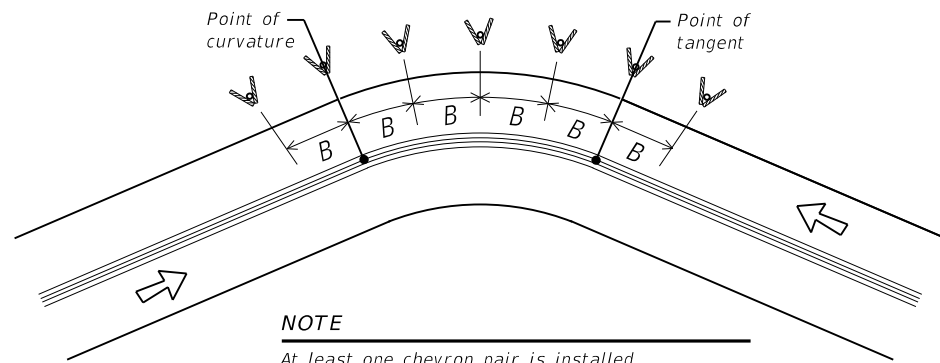 Point of
curvature
Point of
tangent
B
B
B
B
B
B
NOTE
At least one chevron pair is installed